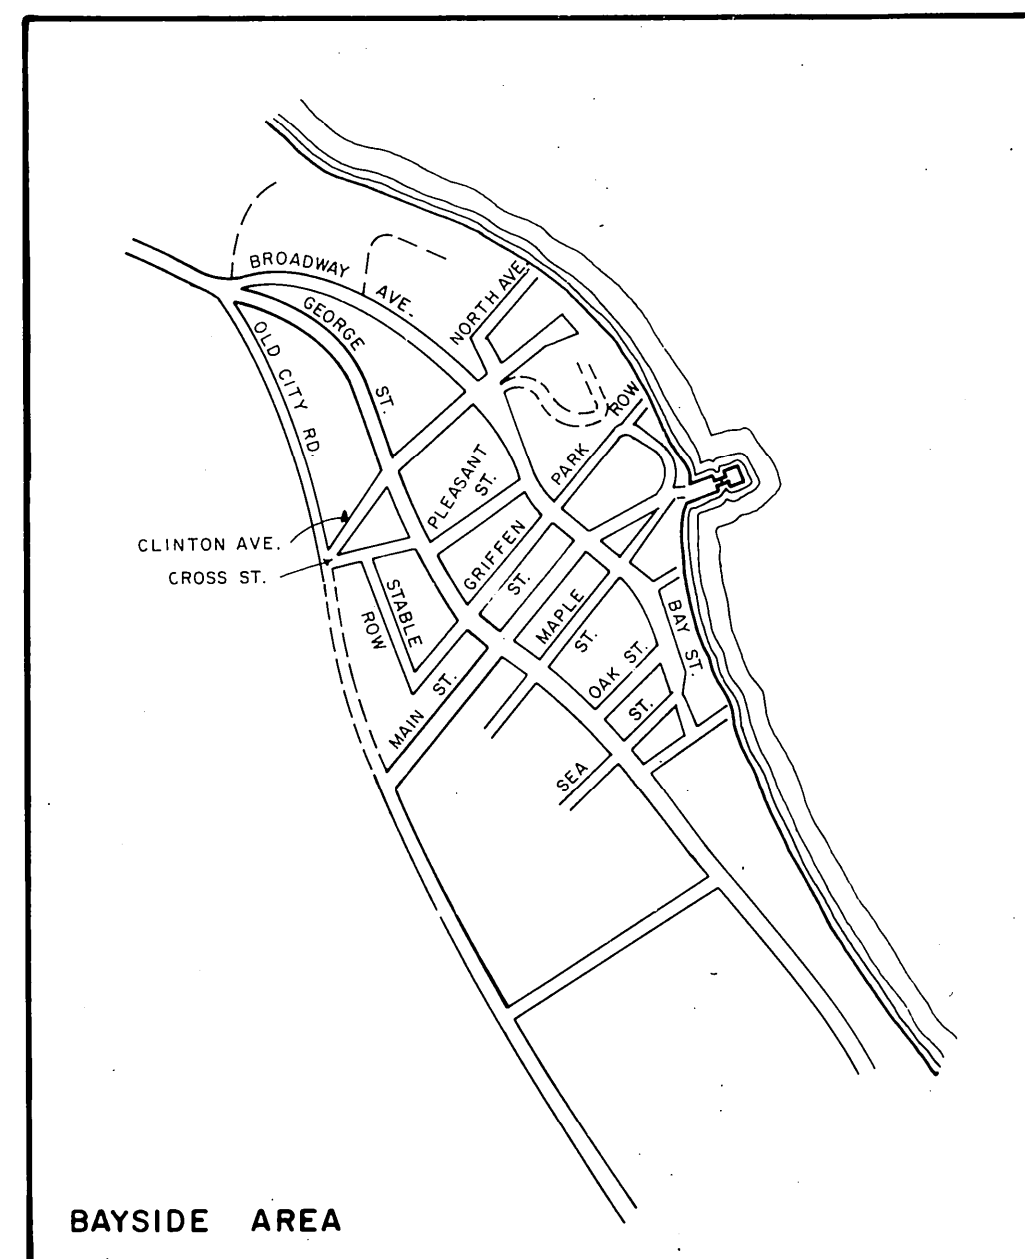 BROADWAY AVE.
GEORGE ST.
NORTH AVE.
OLD CITY RD.
PARK ROW
PLEASANT ST.
CLINTON AVE.
CROSS ST.
GRIFFEN ST.
STABLE ROW
MAPLE ST.
BAY ST.
OAK ST.
MAIN ST.
SEA ST.
BAYSIDE AREA